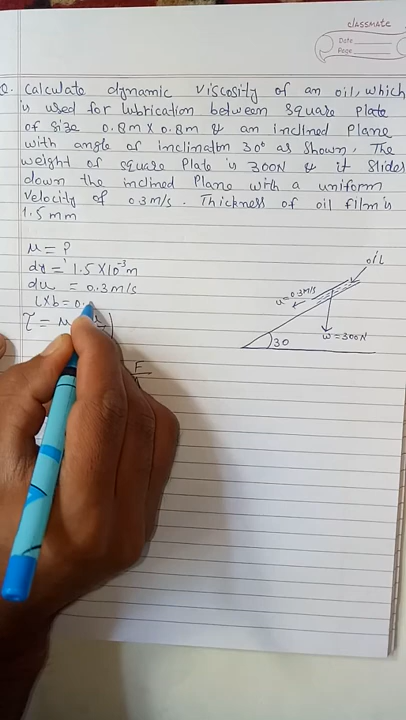 classmate
Date
Page
Q. Calculate dynamic viscosity of an oil, which
is used for lubrication between square Plate
of size 0.8m X 0.8m & an inclined Plane
with angle of inclination 30° as shown. The
weight of square Plate is 300N & it slides
down the inclined Plane with a uniform
velocity of 0.3 m/s. Thickness of oil film is
1.5 mm
μ = ?
dy = 1.5 X10⁻³ m
du = 0.3 m/s
l x b = 0.
τ = μ
F
A
oil
u=0.3m/s
w=300N
30